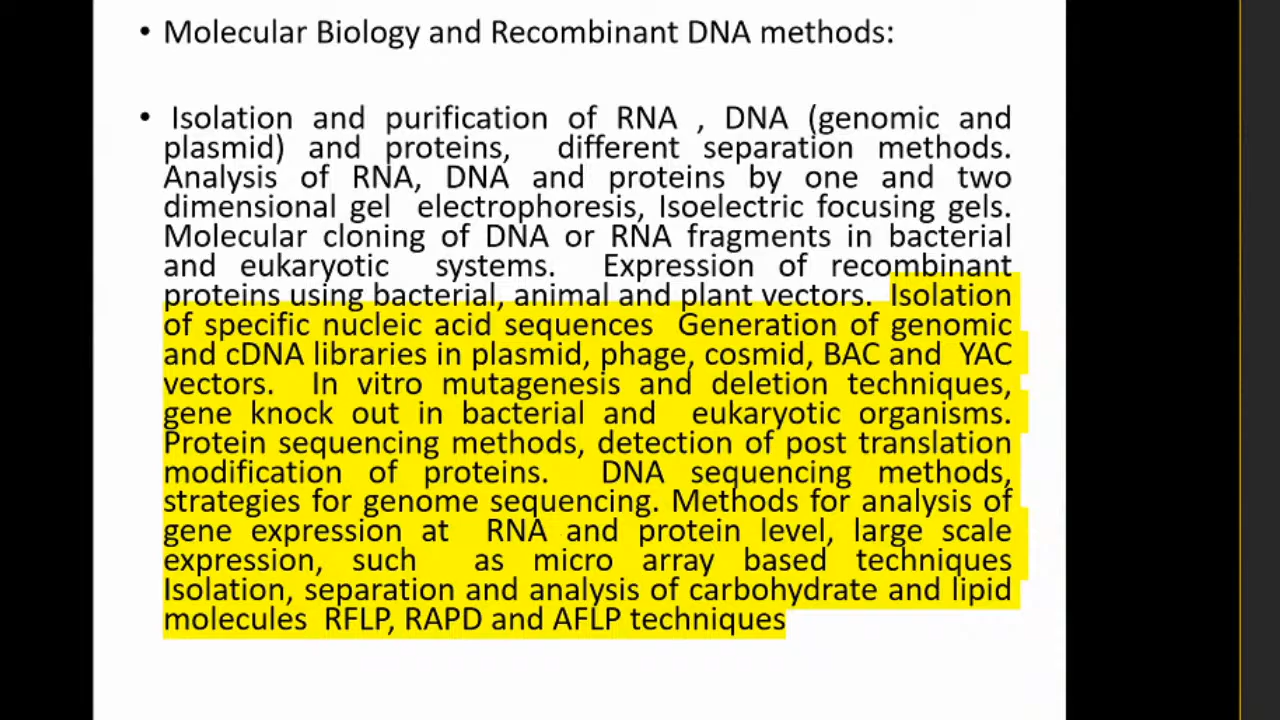 • Molecular Biology and Recombinant DNA methods:
• Isolation and purification of RNA , DNA (genomic and
plasmid) and proteins, different separation methods.
Analysis of RNA, DNA and proteins by one and two
dimensional gel electrophoresis, Isoelectric focusing gels.
Molecular cloning of DNA or RNA fragments in bacterial
and eukaryotic systems. Expression of recombinant
proteins using bacterial, animal and plant vectors. Isolation
of specific nucleic acid sequences Generation of genomic
and cDNA libraries in plasmid, phage, cosmid, BAC and YAC
vectors. In vitro mutagenesis and deletion techniques,
gene knock out in bacterial and eukaryotic organisms.
Protein sequencing methods, detection of post translation
modification of proteins. DNA sequencing methods,
strategies for genome sequencing. Methods for analysis of
gene expression at RNA and protein level, large scale
expression, such as micro array based techniques
Isolation, separation and analysis of carbohydrate and lipid
molecules RFLP, RAPD and AFLP techniques